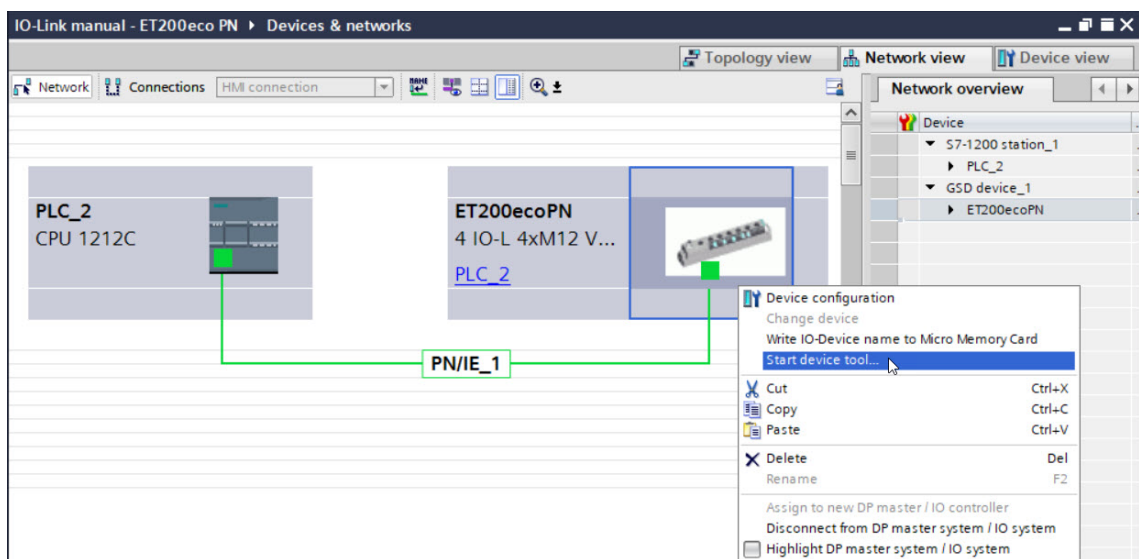 IO-Link manual - ET200eco PN ▸ Devices & networks
Topology view Network view Device view
Network Connections HMI connection
Network overview
Device
S7-1200 station_1
PLC_2
GSD device_1
ET200ecoPN
PLC_2
CPU 1212C
ET200ecoPN
4 IO-L 4xM12 V...
PLC_2
PN/IE_1
Device configuration
Change device
Write IO-Device name to Micro Memory Card
Start device tool...
Cut Ctrl+X
Copy Ctrl+C
Paste Ctrl+V
Delete Del
Rename F2
Assign to new DP master / IO controller
Disconnect from DP master system / IO system
Highlight DP master system / IO system